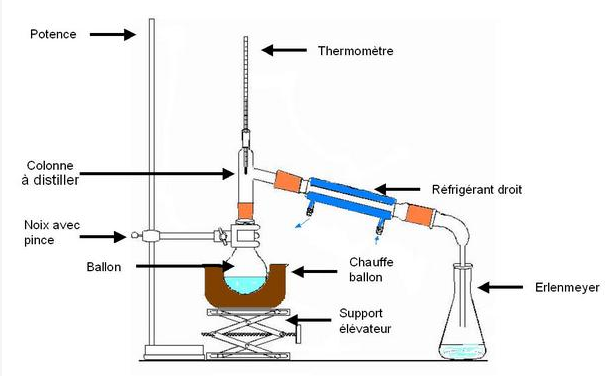 Potence
Thermomètre
Colonne
à distiller
Réfrigérant droit
Noix avec
pince
Ballon
Chauffe
ballon
Erlenmeyer
Support
élévateur